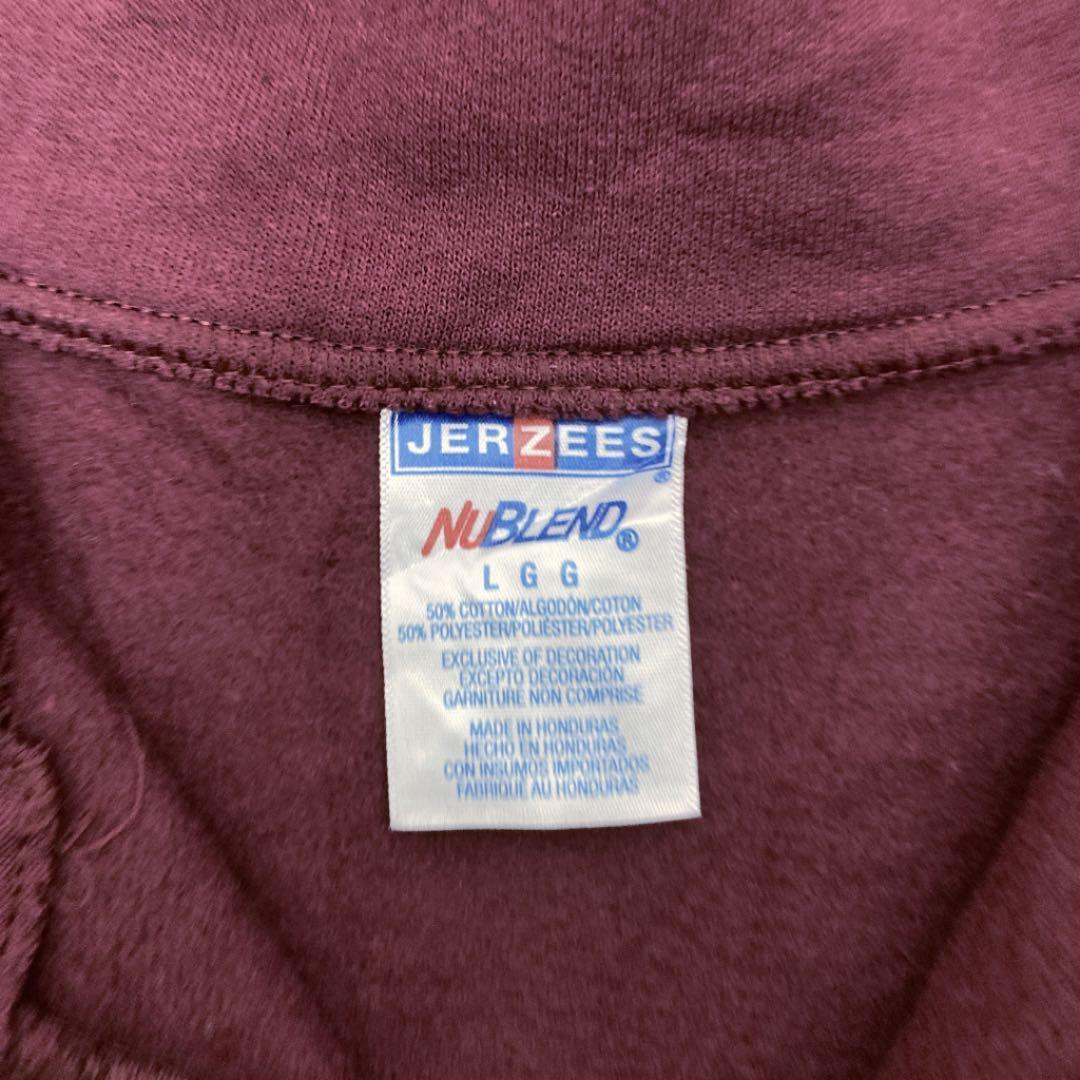 JERZEES
®
NUBLEND®
L G G
50% COTTON/ALGODÓN/COTON
50% POLYESTER/POLIÉSTER/POLYESTER
EXCLUSIVE OF DECORATION
EXCEPTO DECORACIÓN
GARNITURE NON COMPRISE
MADE IN HONDURAS
HECHO EN HONDURAS
CON INSUMOS IMPORTADOS
FABRIQUE AU HONDURAS